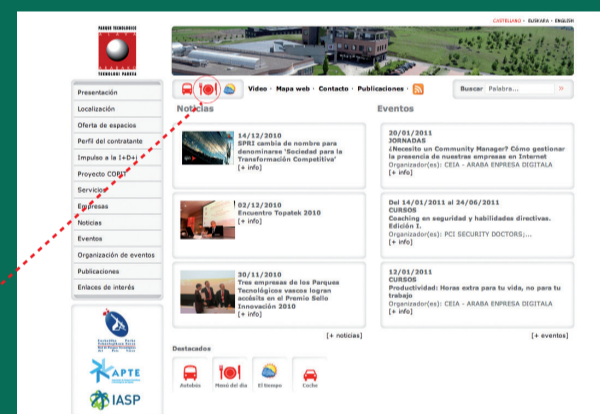 CASTELLANO · EUSKARA · ENGLISH
PARQUE TECNOLÓGICO
TEKNOLOGI PARKEA
Video · Mapa web · Contacto · Publicaciones ·
Buscar Palabra... »
Presentación
Localización
Oferta de espacios
Perfil del contratante
Impulso a la I+D+i
Proyecto
Servicios
Empresas
Noticias
Eventos
Organización de eventos
Publicaciones
Enlaces de interés
APTE
IASP
Noticias
14/12/2010
SPRI cambia de nombre para
denominarse 'Sociedad para la
Transformación Competitiva'
[+ info]
03/12/2010
Encuentro Topatek 2010
[+ info]
30/11/2010
Tres empresas de los Parques
Tecnológicos vascos logran
accésits en el Premio Sello
Innovación 2010
[+ info]
[+ noticias]
Eventos
20/01/2011
JORNADAS
¿Necesito un Community Manager? Cómo gestionar
la presencia de nuestras empresas en Internet
Organizador(es): CEIA - ARABA ENPRESA DIGITALA
[+ info]
Del 14/01/2011 al 24/06/2011
CURSOS
Coaching en seguridad y habilidades directivas.
Edición I.
Organizador(es): PCI SECURITY DOCTORS;...
[+ info]
12/01/2011
CURSOS
Productividad: Horas extra para tu vida, no para tu
trabajo
Organizador(es): CEIA - ARABA ENPRESA DIGITALA
[+ info]
[+ eventos]
Destacados
Autobús
Menú del día
El tiempo
Coche